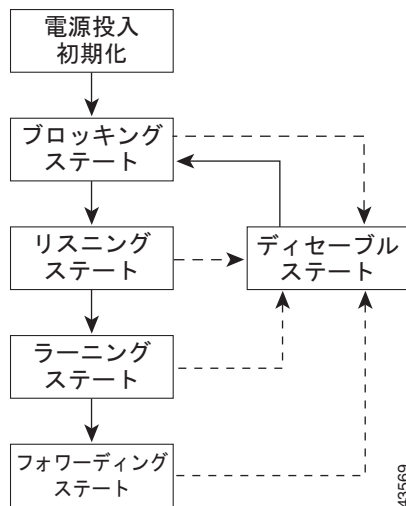 電源投入
初期化
ブロッキング
ステート
リスニング
ステート
ディセーブル
ステート
ラーニング
ステート
フォワーディング
ステート
43569